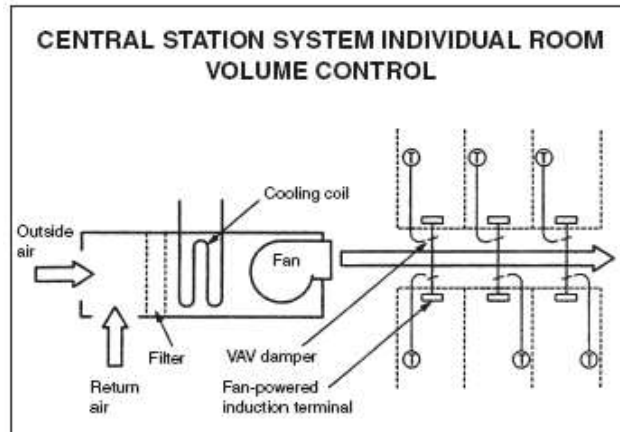 CENTRAL STATION SYSTEM INDIVIDUAL ROOM
VOLUME CONTROL
T
T
T
Cooling coil
Outside
air
Fan
Filter
VAV damper
T
T
T
Return
air
Fan-powered
induction terminal